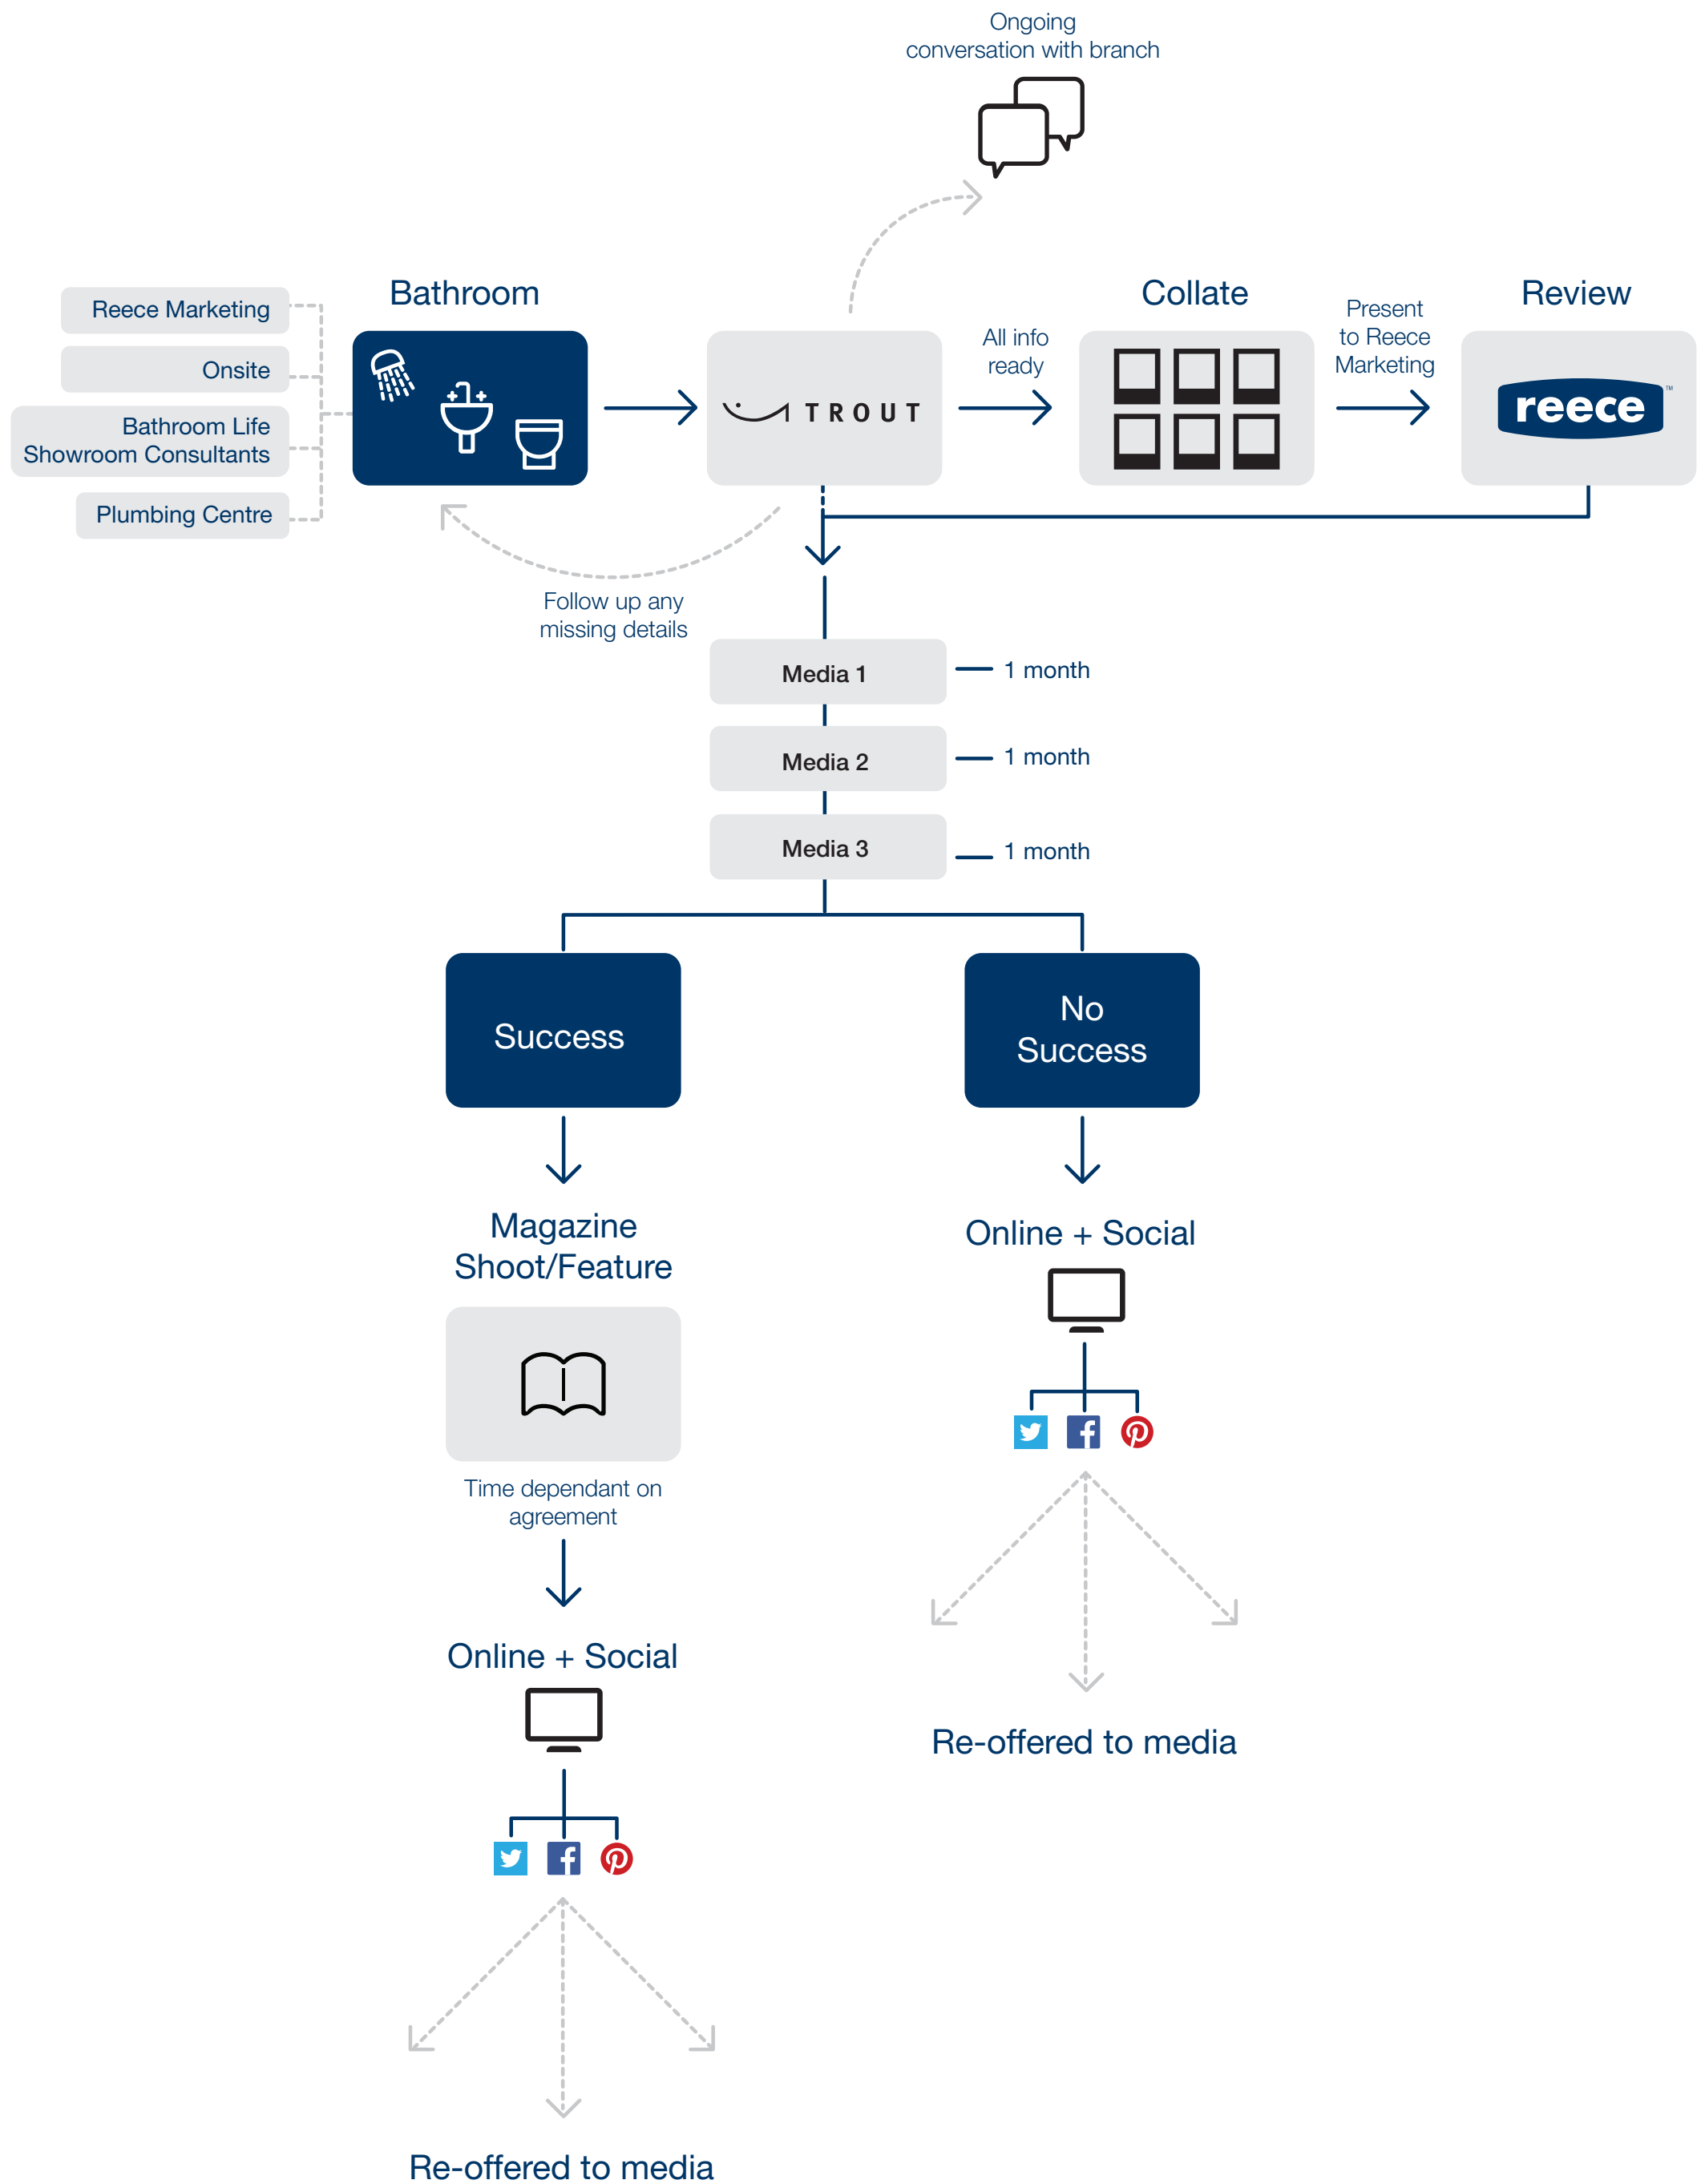 Ongoing
conversation with branch
Reece Marketing
Onsite
Bathroom Life
Showroom Consultants
Plumbing Centre
Bathroom
TROUT
All info
ready
Collate
Present
to Reece
Marketing
Review
reece™
Follow up any
missing details
Media 1
1 month
Media 2
1 month
Media 3
1 month
Success
No
Success
Magazine
Shoot/Feature
Time dependant on
agreement
Online + Social
Re-offered to media
Online + Social
Re-offered to media